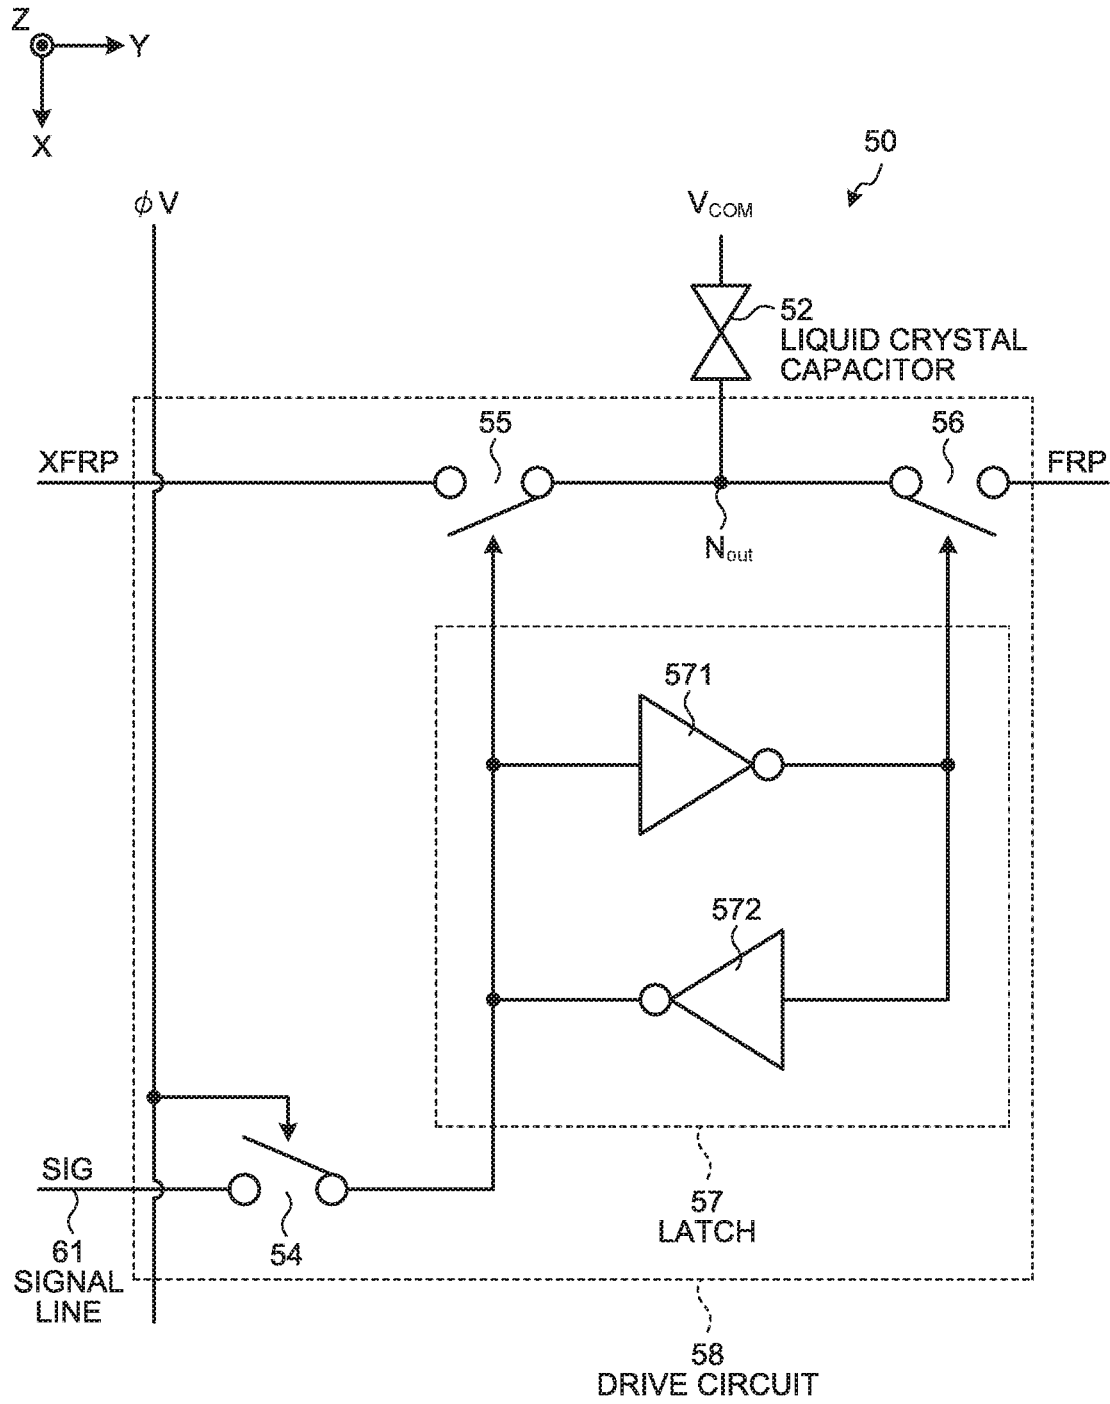 Z
Y
X
50
ϕV
VCOM
52
LIQUID CRYSTAL
CAPACITOR
55
56
XFRP
FRP
Nout
571
572
SIG
61
SIGNAL
LINE
54
57
LATCH
58
DRIVE CIRCUIT